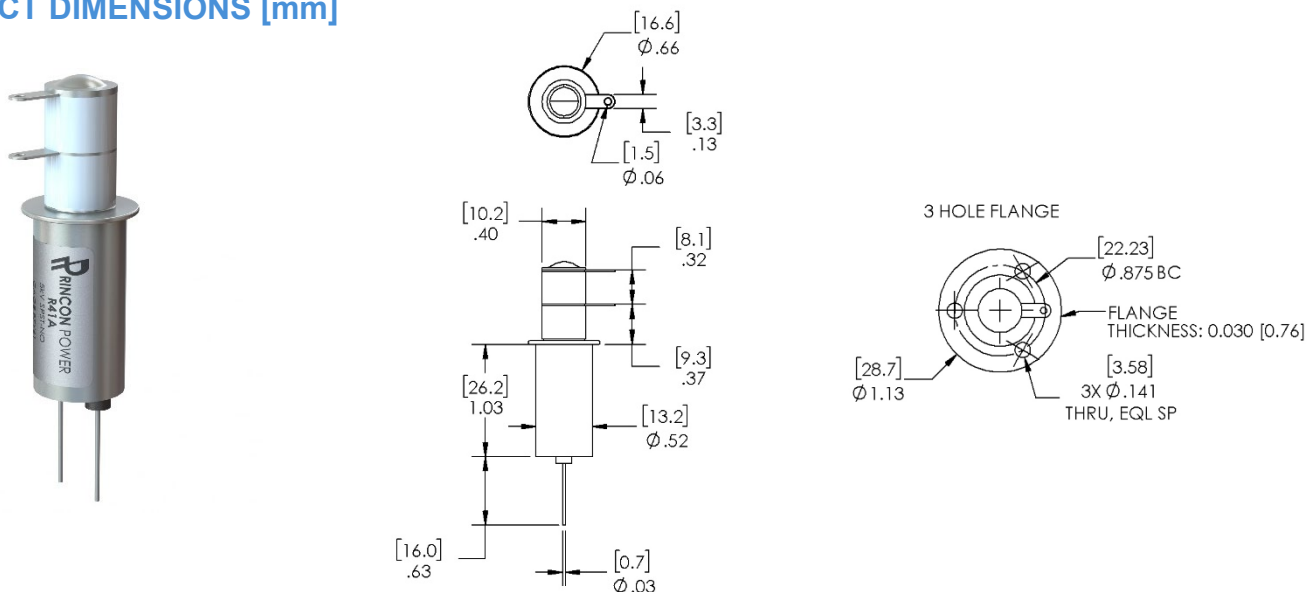 CT DIMENSIONS [mm]
[16.6]
Ø.66
[3.3]
.13
[1.5]
Ø.06
RINCON POWER
R41A
5KV SPST-NO
[10.2]
.40
[8.1]
.32
[9.3]
.37
[26.2]
1.03
[13.2]
Ø.52
[16.0]
.63
[0.7]
Ø.03
3 HOLE FLANGE
[22.23]
Ø.875 BC
FLANGE
THICKNESS: 0.030 [0.76]
[28.7]
Ø1.13
[3.58]
3X Ø.141
THRU, EQL SP